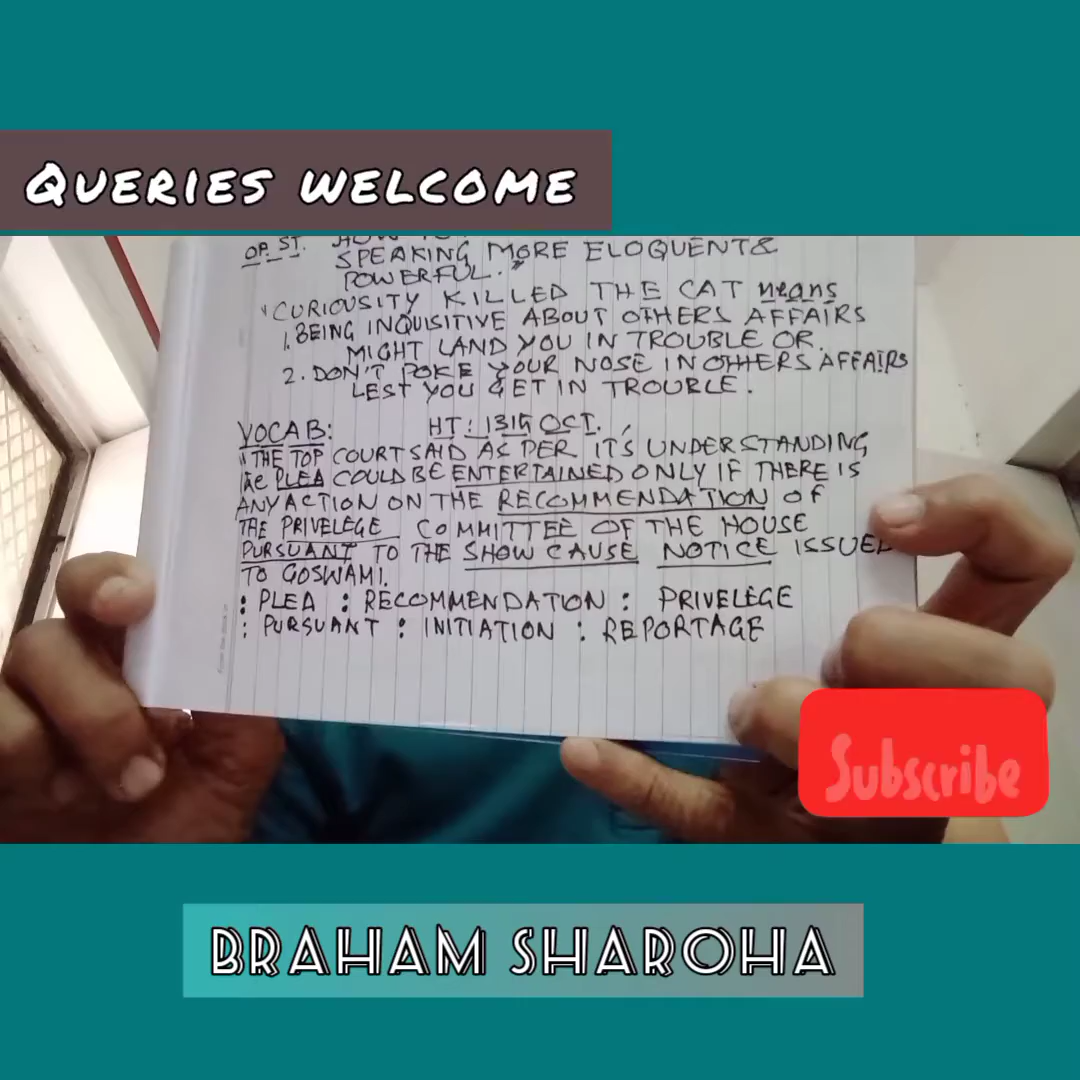 QUERIES WELCOME
OP. ST.
SPEAKING MORE ELOQUENT &
POWERFUL.
"CURIOSITY KILLED THE CAT means
1. BEING INQUISITIVE ABOUT OTHERS AFFAIRS
MIGHT LAND YOU IN TROUBLE OR.
2. DON'T POKE YOUR NOSE IN OTHERS AFFAIRS
LEST YOU GET IN TROUBLE.
VOCAB: HT: 13 15 OCT.
"THE TOP COURT SAID AS PER IT'S UNDERSTANDING
THE PLEA COULD BE ENTERTAINED ONLY IF THERE IS
ANY ACTION ON THE RECOMMENDATION OF
THE PRIVELEGE COMMITTEE OF THE HOUSE
PURSUANT TO THE SHOW CAUSE NOTICE ISSUED
TO GOSWAMI.
: PLEA : RECOMMENDATION : PRIVELEGE
: PURSUANT : INITIATION : REPORTAGE
Subscribe
BRAHAM SHAROHA